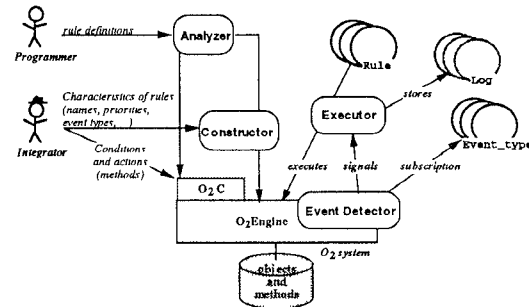 rule definitions
Analyzer
Programmer
Rule
Log
Characteristics of rules
(names, priorities,
event types, )
Executor
stores
Constructor
Event_type
Integrator
Conditions
and actions
(methods)
executes
signals
subscription
O₂ C
O₂Engine
Event Detector
O₂ system
objects
and
methods